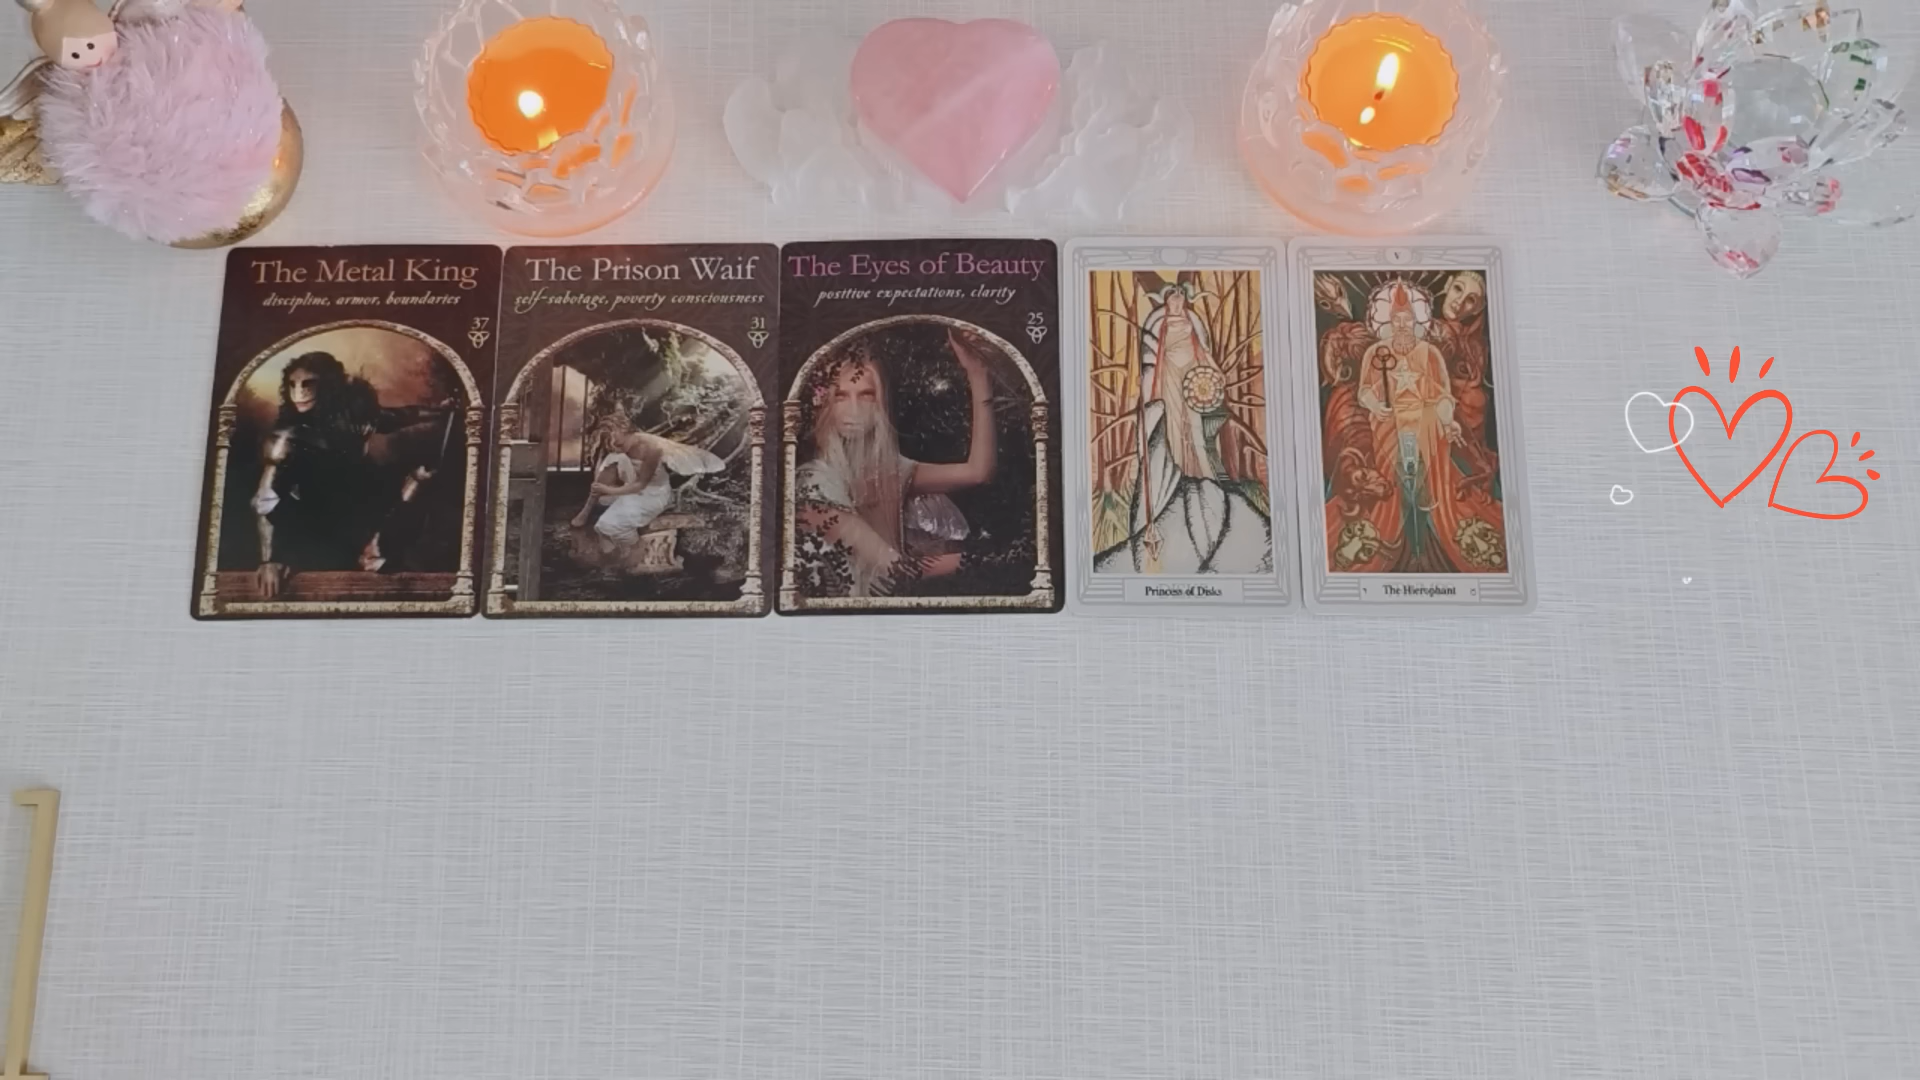 The Metal King
discipline, armor, boundaries
37
The Prison Waif
self-sabotage, poverty consciousness
31
The Eyes of Beauty
positive expectations, clarity
25
Princess of Disks
V
The Hierophant
1